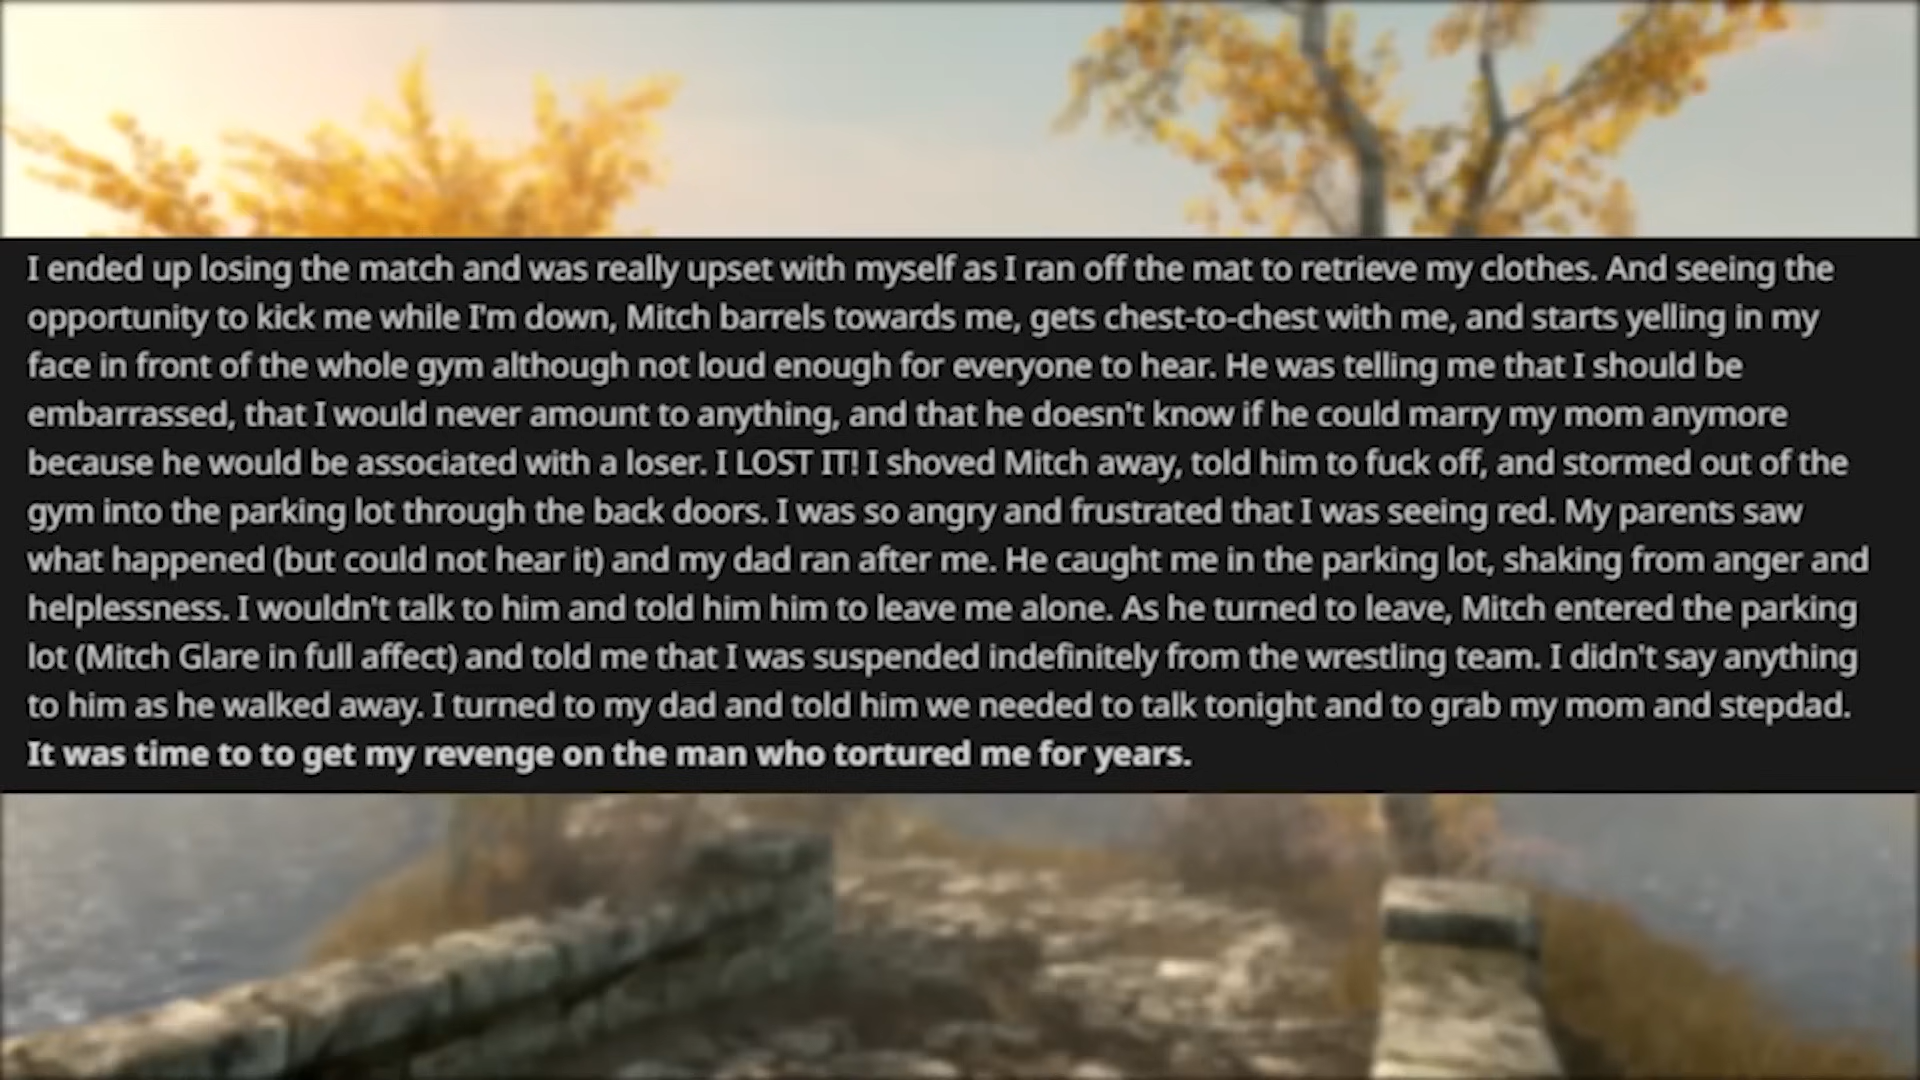 I ended up losing the match and was really upset with myself as I ran off the mat to retrieve my clothes. And seeing the
opportunity to kick me while I'm down, Mitch barrels towards me, gets chest-to-chest with me, and starts yelling in my
face in front of the whole gym although not loud enough for everyone to hear. He was telling me that I should be
embarrassed, that I would never amount to anything, and that he doesn't know if he could marry my mom anymore
because he would be associated with a loser. I LOST IT! I shoved Mitch away, told him to fuck off, and stormed out of the
gym into the parking lot through the back doors. I was so angry and frustrated that I was seeing red. My parents saw
what happened (but could not hear it) and my dad ran after me. He caught me in the parking lot, shaking from anger and
helplessness. I wouldn't talk to him and told him him to leave me alone. As he turned to leave, Mitch entered the parking
lot (Mitch Glare in full affect) and told me that I was suspended indefinitely from the wrestling team. I didn't say anything
to him as he walked away. I turned to my dad and told him we needed to talk tonight and to grab my mom and stepdad.
It was time to to get my revenge on the man who tortured me for years.